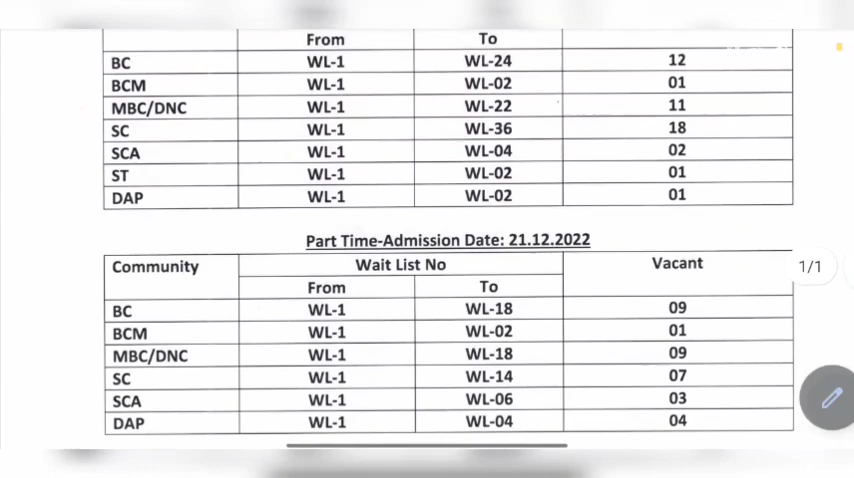 From To
BC WL-1 WL-24 12
BCM WL-1 WL-02 01
MBC/DNC WL-1 WL-22 11
SC WL-1 WL-36 18
SCA WL-1 WL-04 02
ST WL-1 WL-02 01
DAP WL-1 WL-02 01
Part Time-Admission Date: 21.12.2022
Community Wait List No Vacant
From To
BC WL-1 WL-18 09
BCM WL-1 WL-02 01
MBC/DNC WL-1 WL-18 09
SC WL-1 WL-14 07
SCA WL-1 WL-06 03
DAP WL-1 WL-04 04
1/1